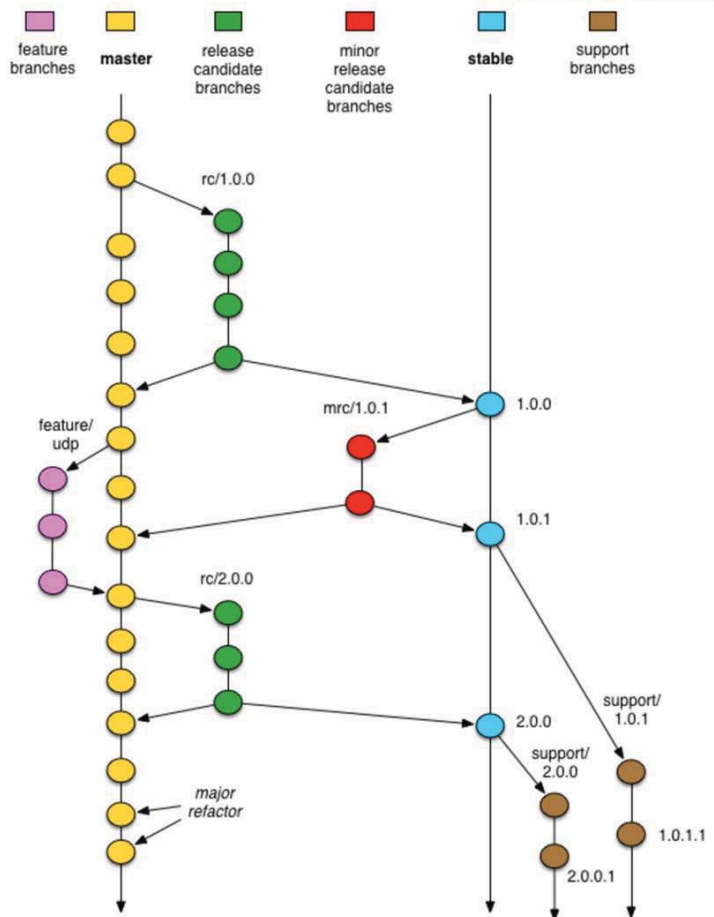 feature
branches
master
release
candidate
branches
minor
release
candidate
branches
stable
support
branches
rc/1.0.0
mrc/1.0.1
1.0.0
feature/
udp
1.0.1
rc/2.0.0
support/
1.0.1
2.0.0
support/
2.0.0
major
refactor
1.0.1.1
2.0.0.1